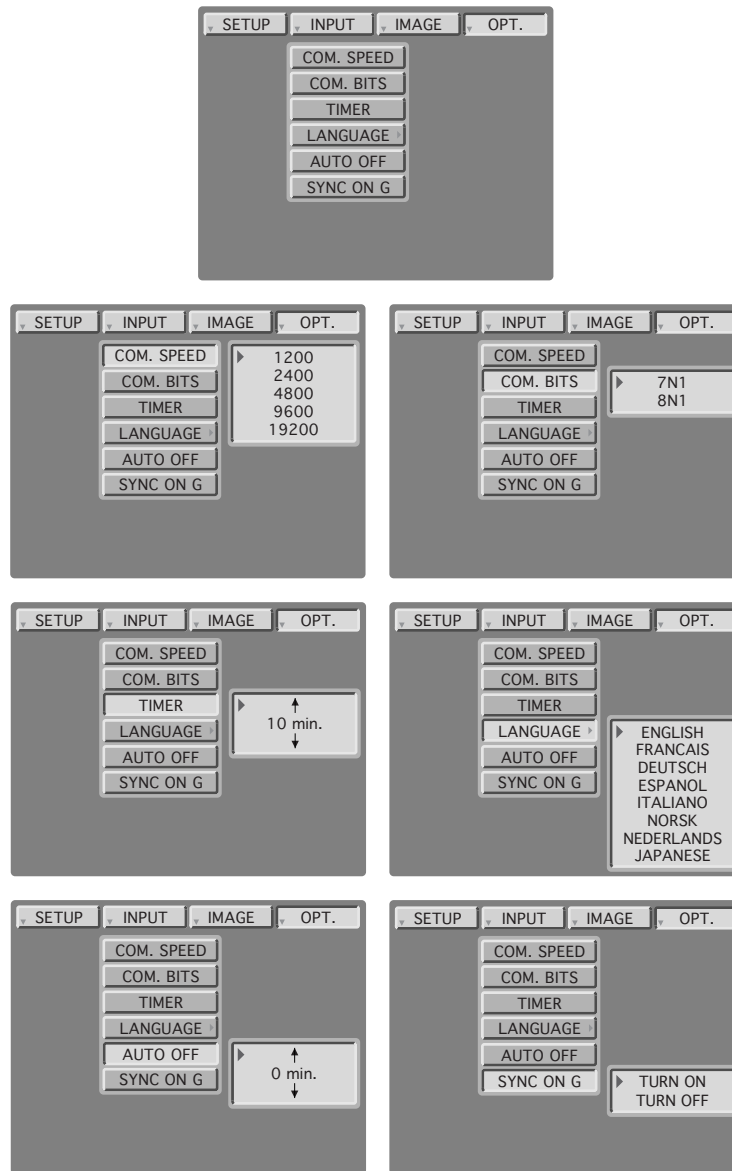 SETUP INPUT IMAGE OPT.
COM. SPEED
COM. BITS
TIMER
LANGUAGE
AUTO OFF
SYNC ON G
SETUP INPUT IMAGE OPT.
COM. SPEED
COM. BITS
TIMER
LANGUAGE
AUTO OFF
SYNC ON G
1200
2400
4800
9600
19200
SETUP INPUT IMAGE OPT.
COM. SPEED
COM. BITS
TIMER
LANGUAGE
AUTO OFF
SYNC ON G
7N1
8N1
SETUP INPUT IMAGE OPT.
COM. SPEED
COM. BITS
TIMER
LANGUAGE
AUTO OFF
SYNC ON G
10 min.
SETUP INPUT IMAGE OPT.
COM. SPEED
COM. BITS
TIMER
LANGUAGE
AUTO OFF
SYNC ON G
ENGLISH
FRANCAIS
DEUTSCH
ESPANOL
ITALIANO
NORSK
NEDERLANDS
JAPANESE
SETUP INPUT IMAGE OPT.
COM. SPEED
COM. BITS
TIMER
LANGUAGE
AUTO OFF
SYNC ON G
0 min.
SETUP INPUT IMAGE OPT.
COM. SPEED
COM. BITS
TIMER
LANGUAGE
AUTO OFF
SYNC ON G
TURN ON
TURN OFF